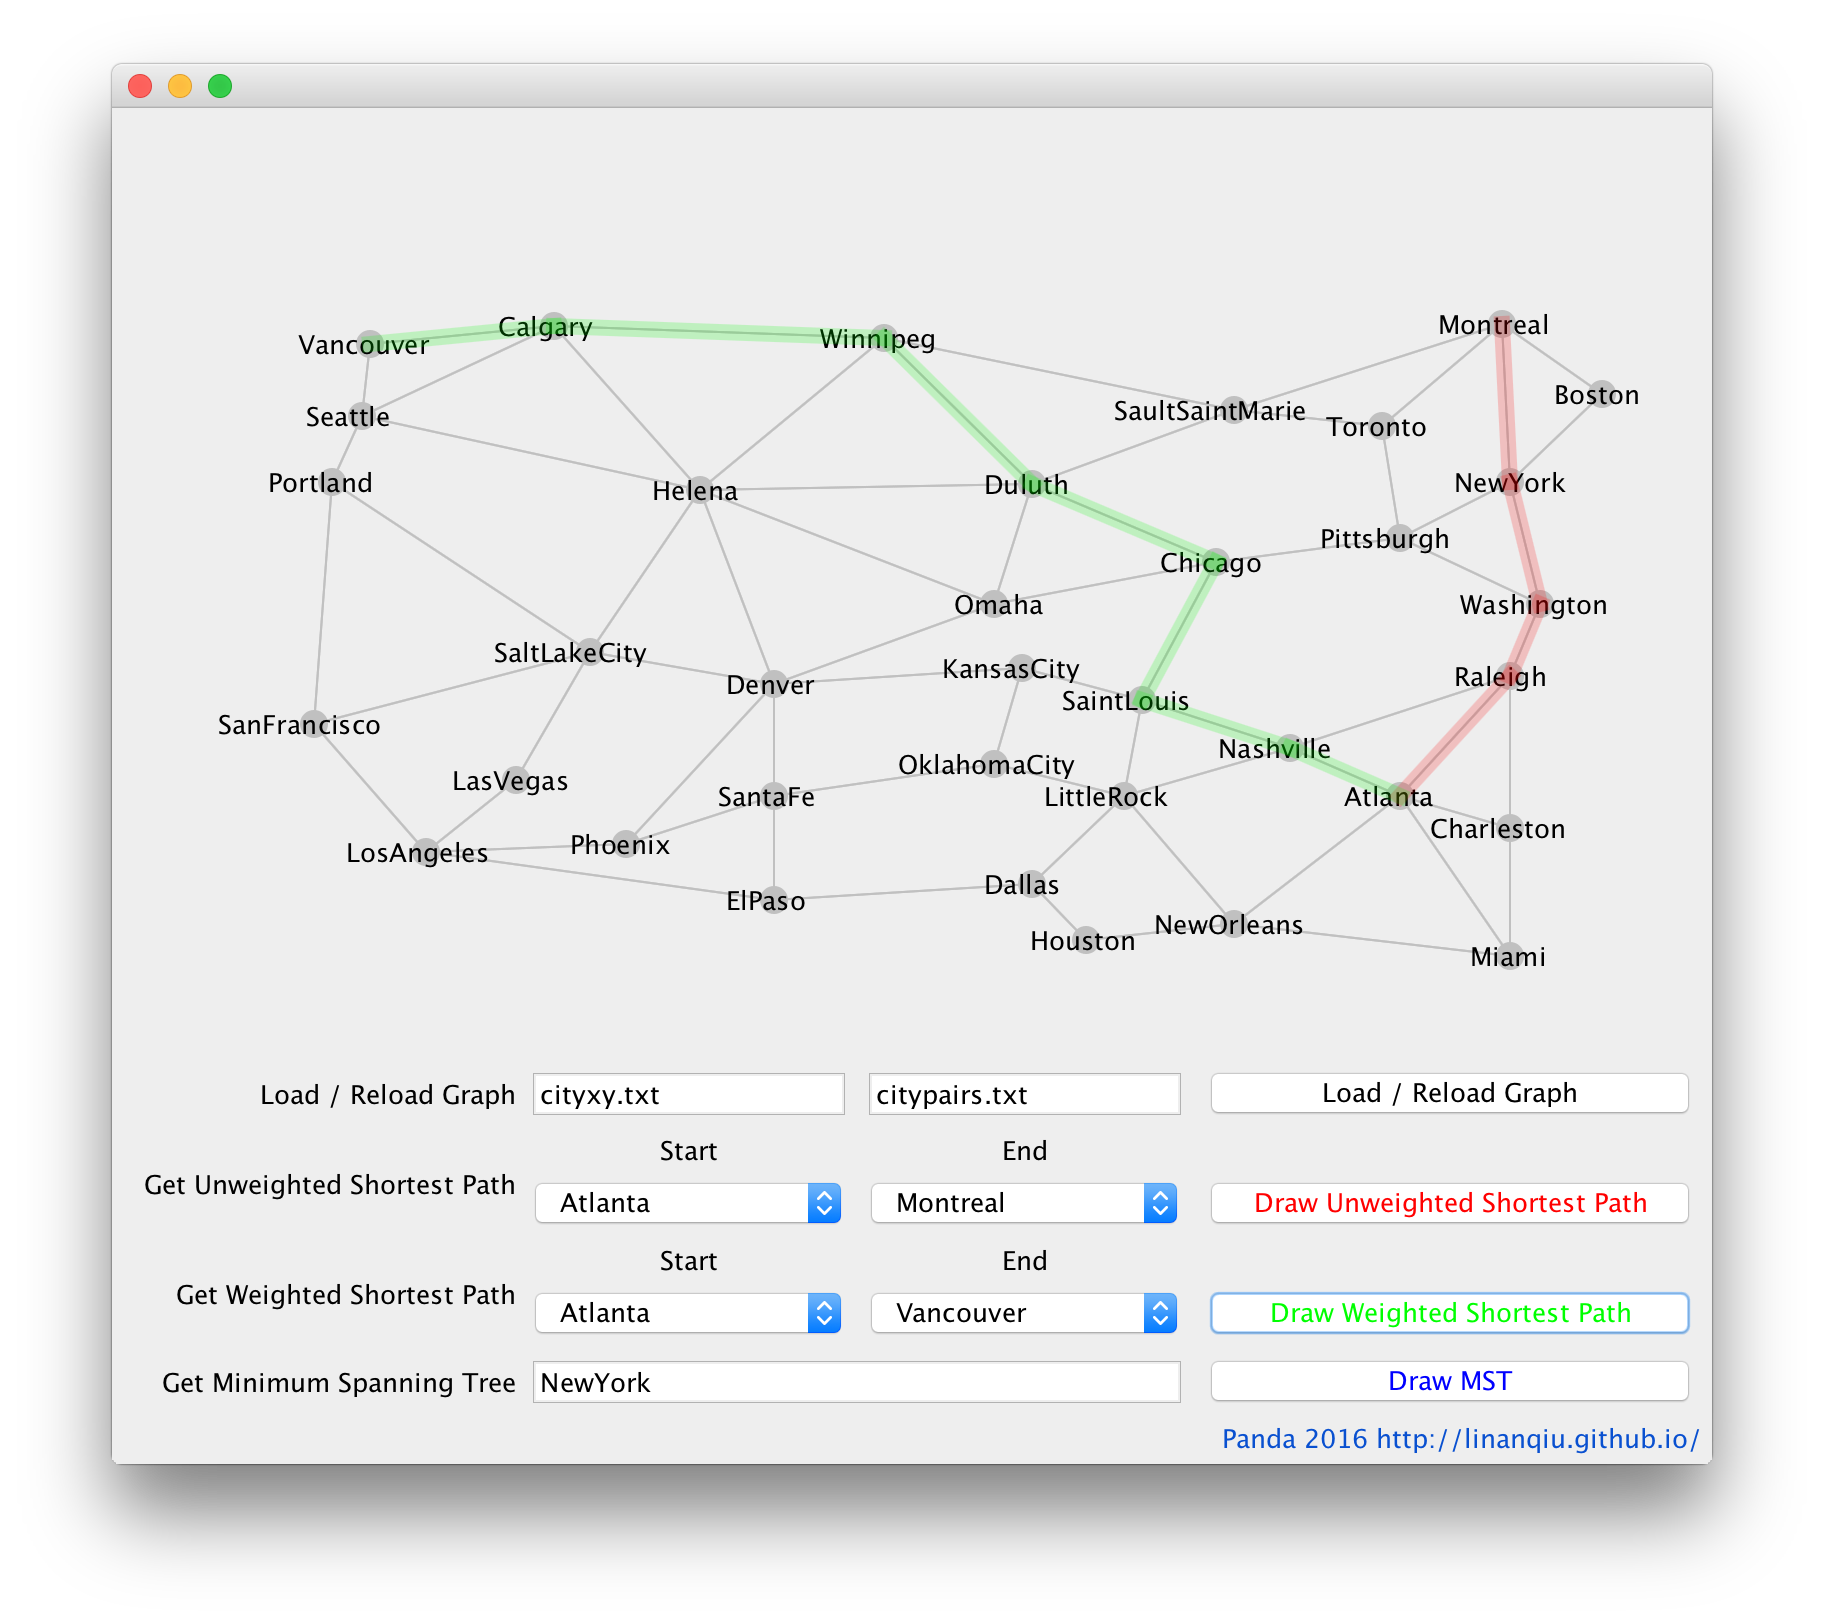 Montreal
Calgary
Winnipeg
Vancouver
Boston
SaultSaintMarie
Seattle
Toronto
Portland
NewYork
Helena
Duluth
Pittsburgh
Chicago
Omaha
Washington
SaltLakeCity
KansasCity
Raleigh
Denver
SaintLouis
SanFrancisco
Nashville
OklahomaCity
LasVegas
SantaFe
LittleRock
Atlanta
Charleston
Phoenix
LosAngeles
Dallas
ElPaso
NewOrleans
Houston
Miami
Load / Reload Graph cityxy.txt citypairs.txt Load / Reload Graph
Start End
Get Unweighted Shortest Path Atlanta Montreal Draw Unweighted Shortest Path
Start End
Get Weighted Shortest Path Atlanta Vancouver Draw Weighted Shortest Path
Get Minimum Spanning Tree NewYork Draw MST
Panda 2016 http://linanqiu.github.io/